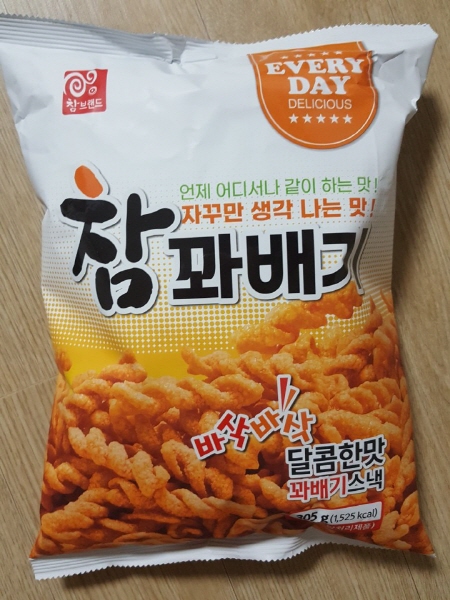 참브랜드
EVERY
DAY
DELICIOUS
언제 어디서나 같이 하는 맛!
자꾸만 생각 나는 맛!
참 꽈배기
바삭바삭
달콤한맛
꽈배기스낵
305 g (1,525 kcal)